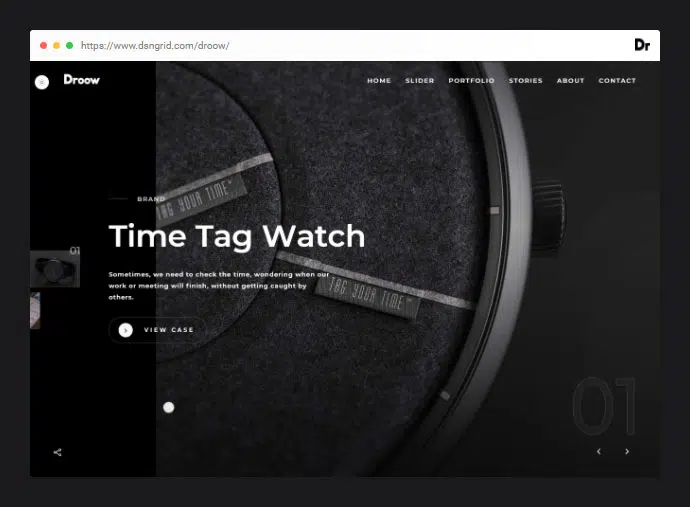 https://www.dsngrid.com/droow/
Dr
Droow
HOME SLIDER PORTFOLIO STORIES ABOUT CONTACT
BRAND
TAG YOUR TIME
Time Tag Watch
01
Sometimes, we need to check the time, wondering when our
work or meeting will finish, without getting caught by
others.
TAG YOUR TIME
VIEW CASE
01